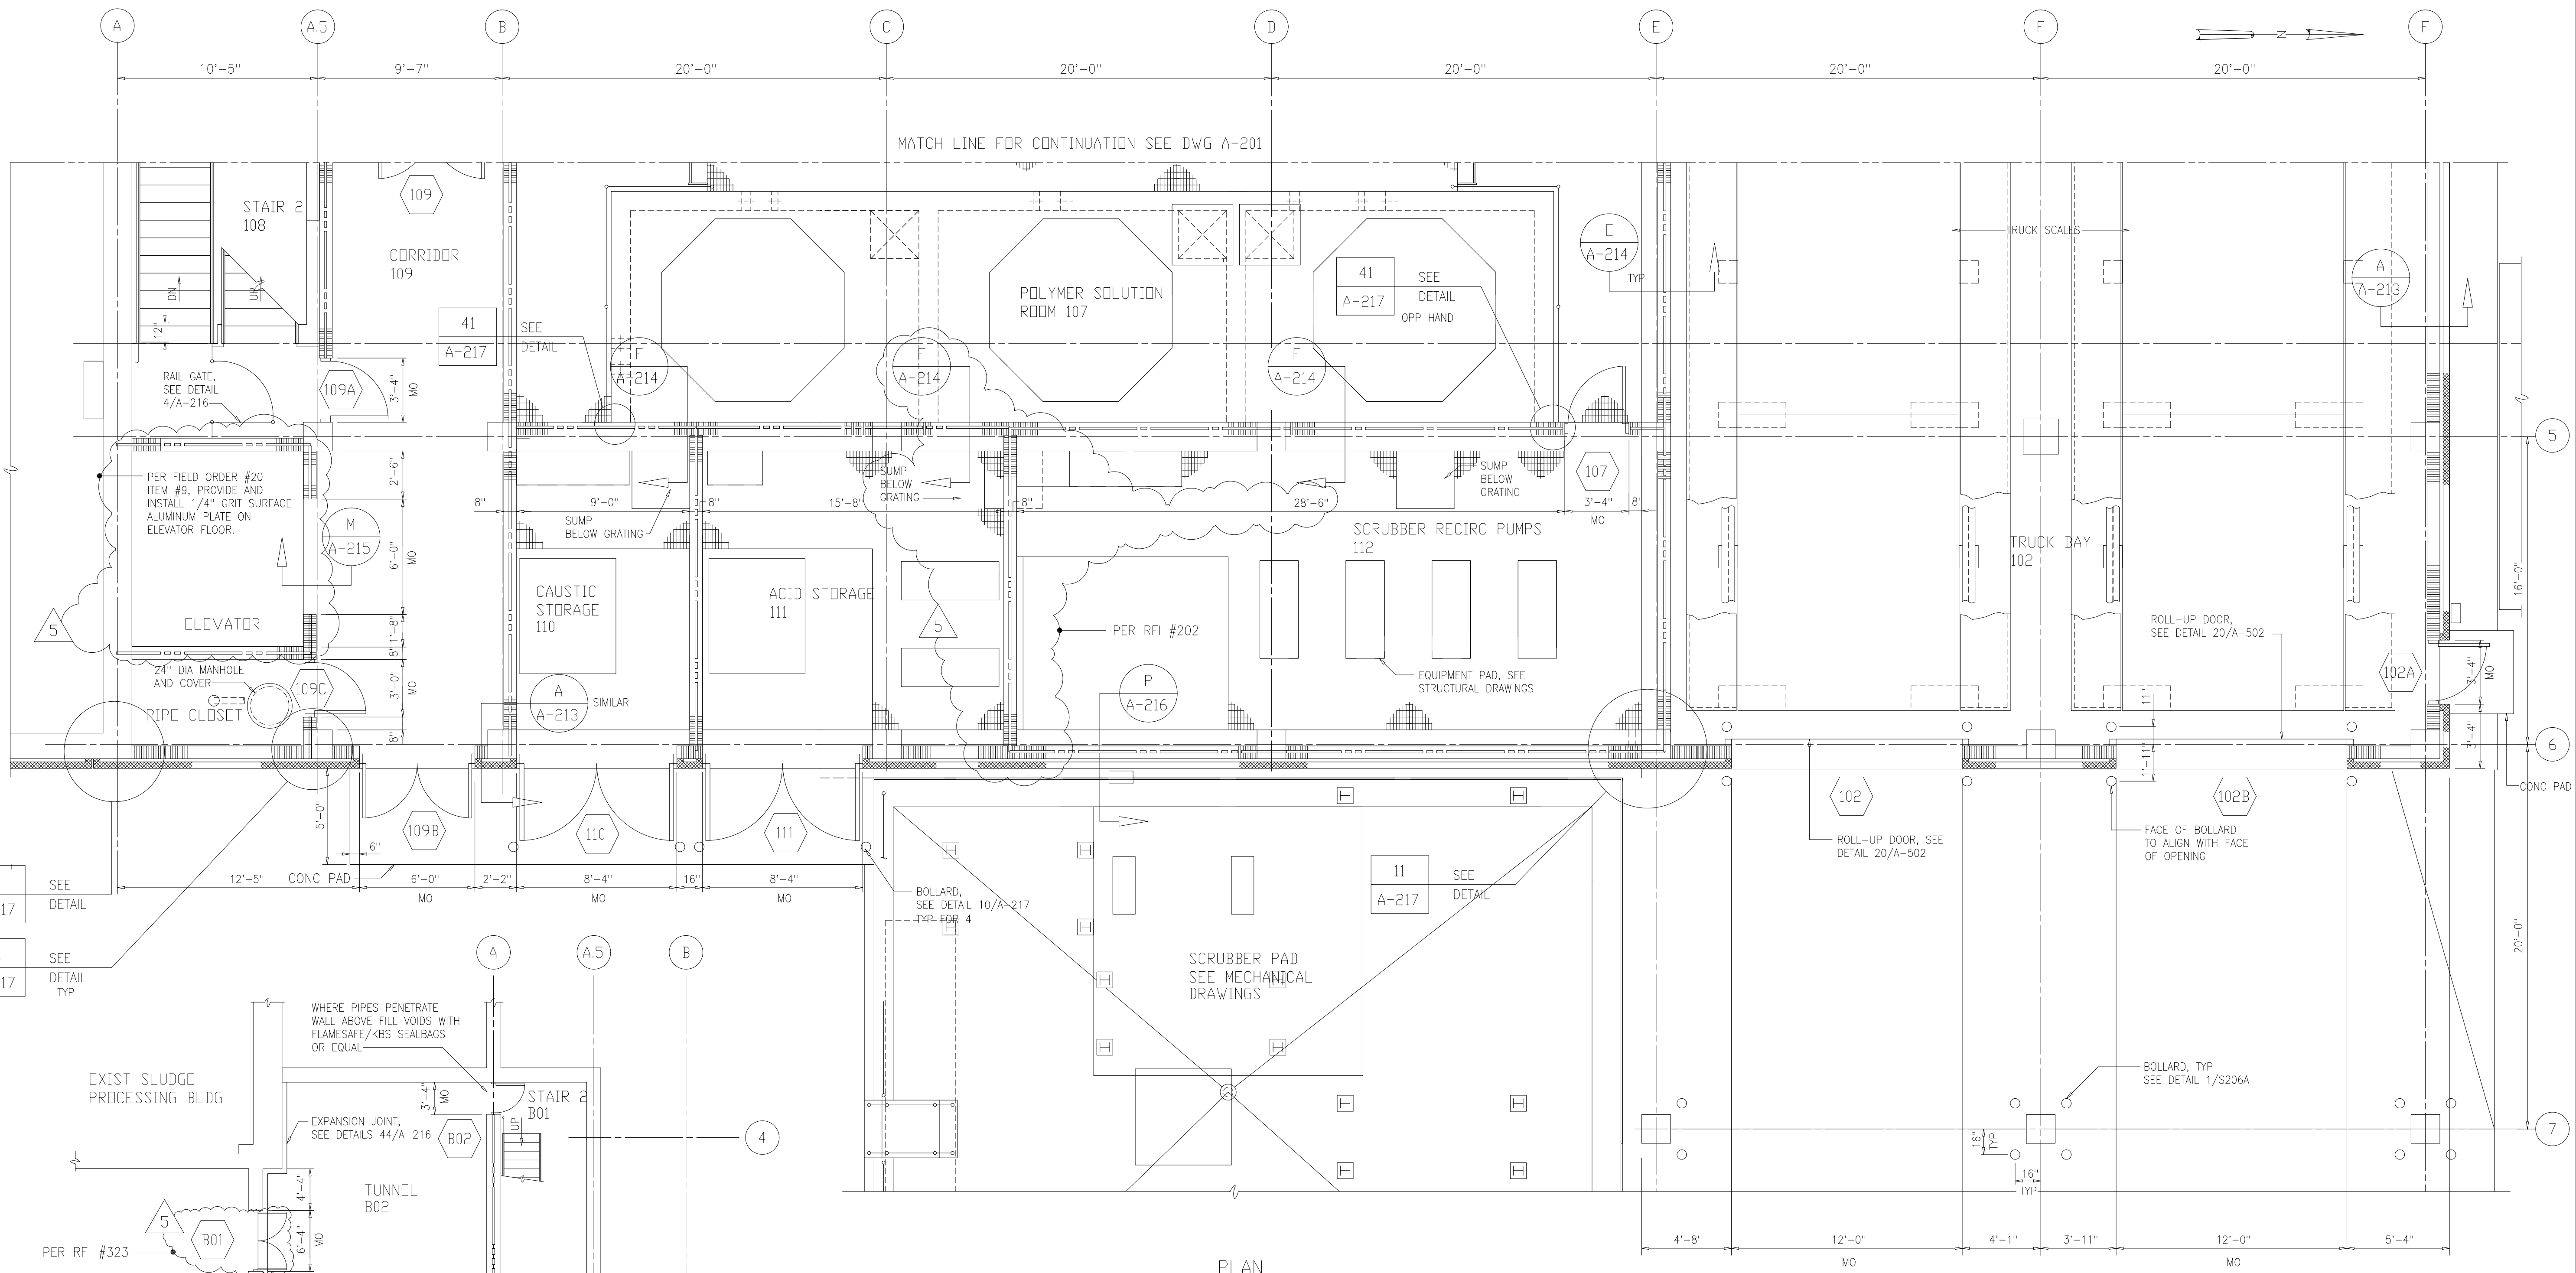 A
A.5
B
C
D
E
F
F
N
10'-5"
9'-7"
20'-0"
20'-0"
20'-0"
20'-0"
20'-0"
MATCH LINE FOR CONTINUATION SEE DWG A-201
109
STAIR 2
108
CORRIDOR
109
DN
UP
12"
41
A-217
SEE
DETAIL
F
A-214
F
A-214
F
A-214
POLYMER SOLUTION
ROOM 107
41
A-217
SEE
DETAIL
OPP HAND
E
A-214
TYP
TRUCK SCALES
A
A-213
RAIL GATE,
SEE DETAIL
4/A-216
109A
3'-4"
MO
5
PER FIELD ORDER #20
ITEM #9, PROVIDE AND
INSTALL 1/4" GRIT SURFACE
ALUMINUM PLATE ON
ELEVATOR FLOOR.
M
A-215
2'-6"
6'-0"
MO
1'-8"
8"
3'-0"
MO
8"
8"
9'-0"
8"
15'-8"
8"
28'-6"
3'-4"
MO
8'
SUMP
BELOW GRATING
SUMP
BELOW
GRATING
SUMP
BELOW
GRATING
107
5
ELEVATOR
24" DIA MANHOLE
AND COVER
109C
PIPE CLOSET
CAUSTIC
STORAGE
110
ACID STORAGE
111
5
PER RFI #202
SCRUBBER RECIRC PUMPS
112
EQUIPMENT PAD, SEE
STRUCTURAL DRAWINGS
A
A-213
SIMILAR
P
A-216
TRUCK BAY
102
ROLL-UP DOOR,
SEE DETAIL 20/A-502
102A
3'-4"
MO
3'-4"
16'-0"
11"
1'-11"
6
CONC PAD
5'-0"
6"
109B
110
111
102
102B
ROLL-UP DOOR, SEE
DETAIL 20/A-502
FACE OF BOLLARD
TO ALIGN WITH FACE
OF OPENING
12'-5"
CONC PAD
6'-0"
MO
2'-2"
8'-4"
MO
16"
8'-4"
MO
BOLLARD,
SEE DETAIL 10/A-217
TYP FOR 4
11
A-217
SEE
DETAIL
17
SEE
DETAIL
17
SEE
DETAIL
TYP
SCRUBBER PAD
SEE MECHANICAL
DRAWINGS
20'-0"
A
A.5
B
WHERE PIPES PENETRATE
WALL ABOVE FILL VOIDS WITH
FLAMESAFE/KBS SEALBAGS
OR EQUAL
EXIST SLUDGE
PROCESSING BLDG
EXPANSION JOINT,
SEE DETAILS 44/A-216
3'-4"
MO
STAIR 2
B01
UP
B02
4
TUNNEL
B02
4'-4"
6'-4"
MO
5
B01
PER RFI #323
BOLLARD, TYP
SEE DETAIL 1/S206A
7
16"
TYP
16"
TYP
4'-8"
12'-0"
MO
4'-1"
3'-11"
12'-0"
MO
5'-4"
PLAN